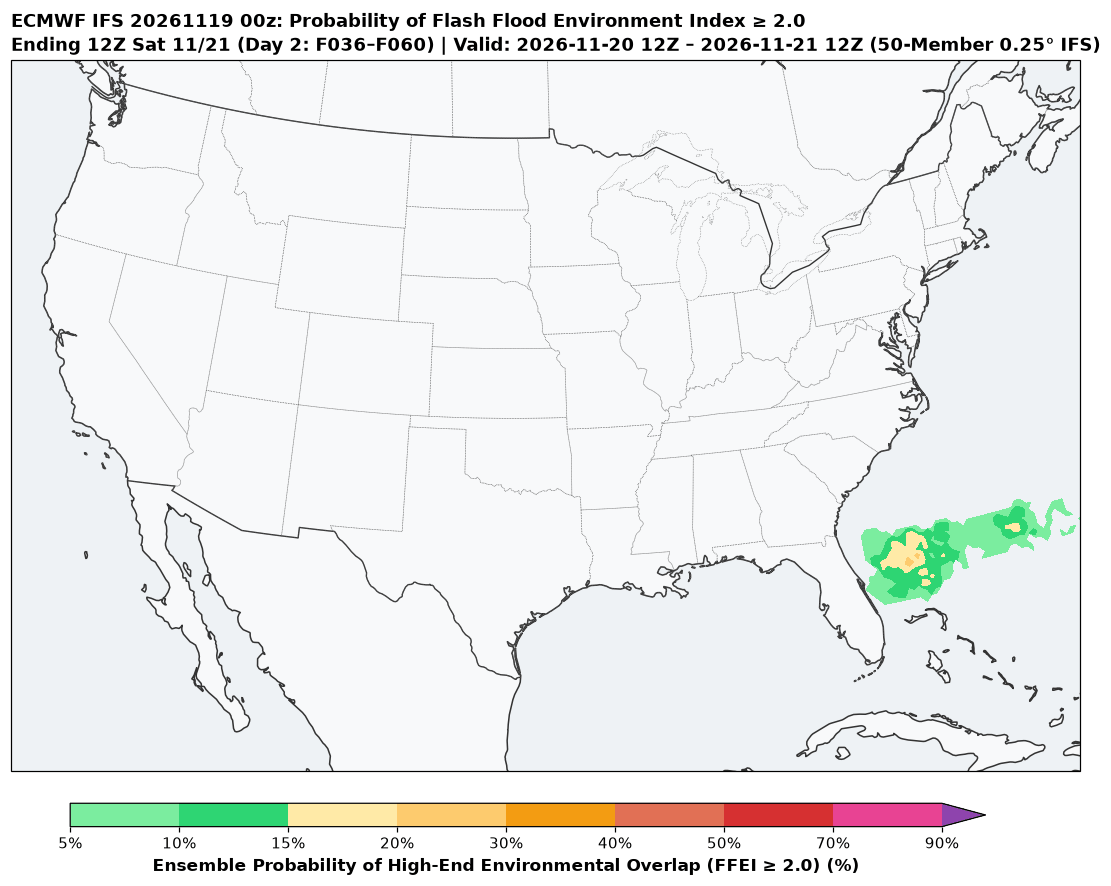 ECMWF IFS 20261119 00z: Probability of Flash Flood Environment Index ≥ 2.0
Ending 12Z Sat 11/21 (Day 2: F036–F060) | Valid: 2026-11-20 12Z – 2026-11-21 12Z (50-Member 0.25° IFS)
5% 10% 15% 20% 30% 40% 50% 70% 90%
Ensemble Probability of High-End Environmental Overlap (FFEI ≥ 2.0) (%)